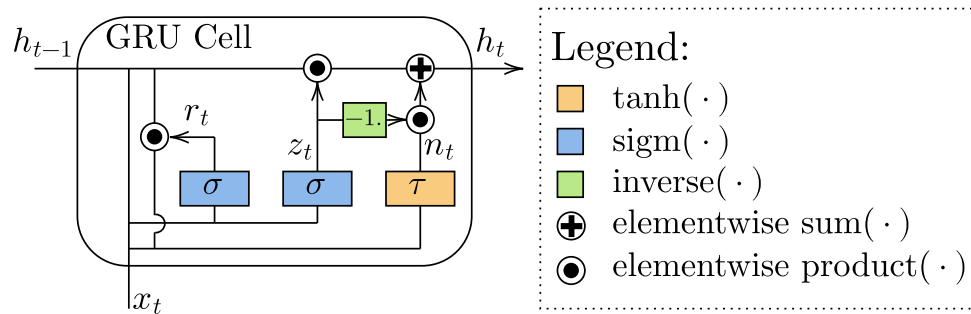 GRU Cell
h_{t-1}
h_t
r_t
z_t
-1.
n_t
σ
σ
τ
x_t
Legend:
tanh(·)
sigm(·)
inverse(·)
elementwise sum(·)
elementwise product(·)